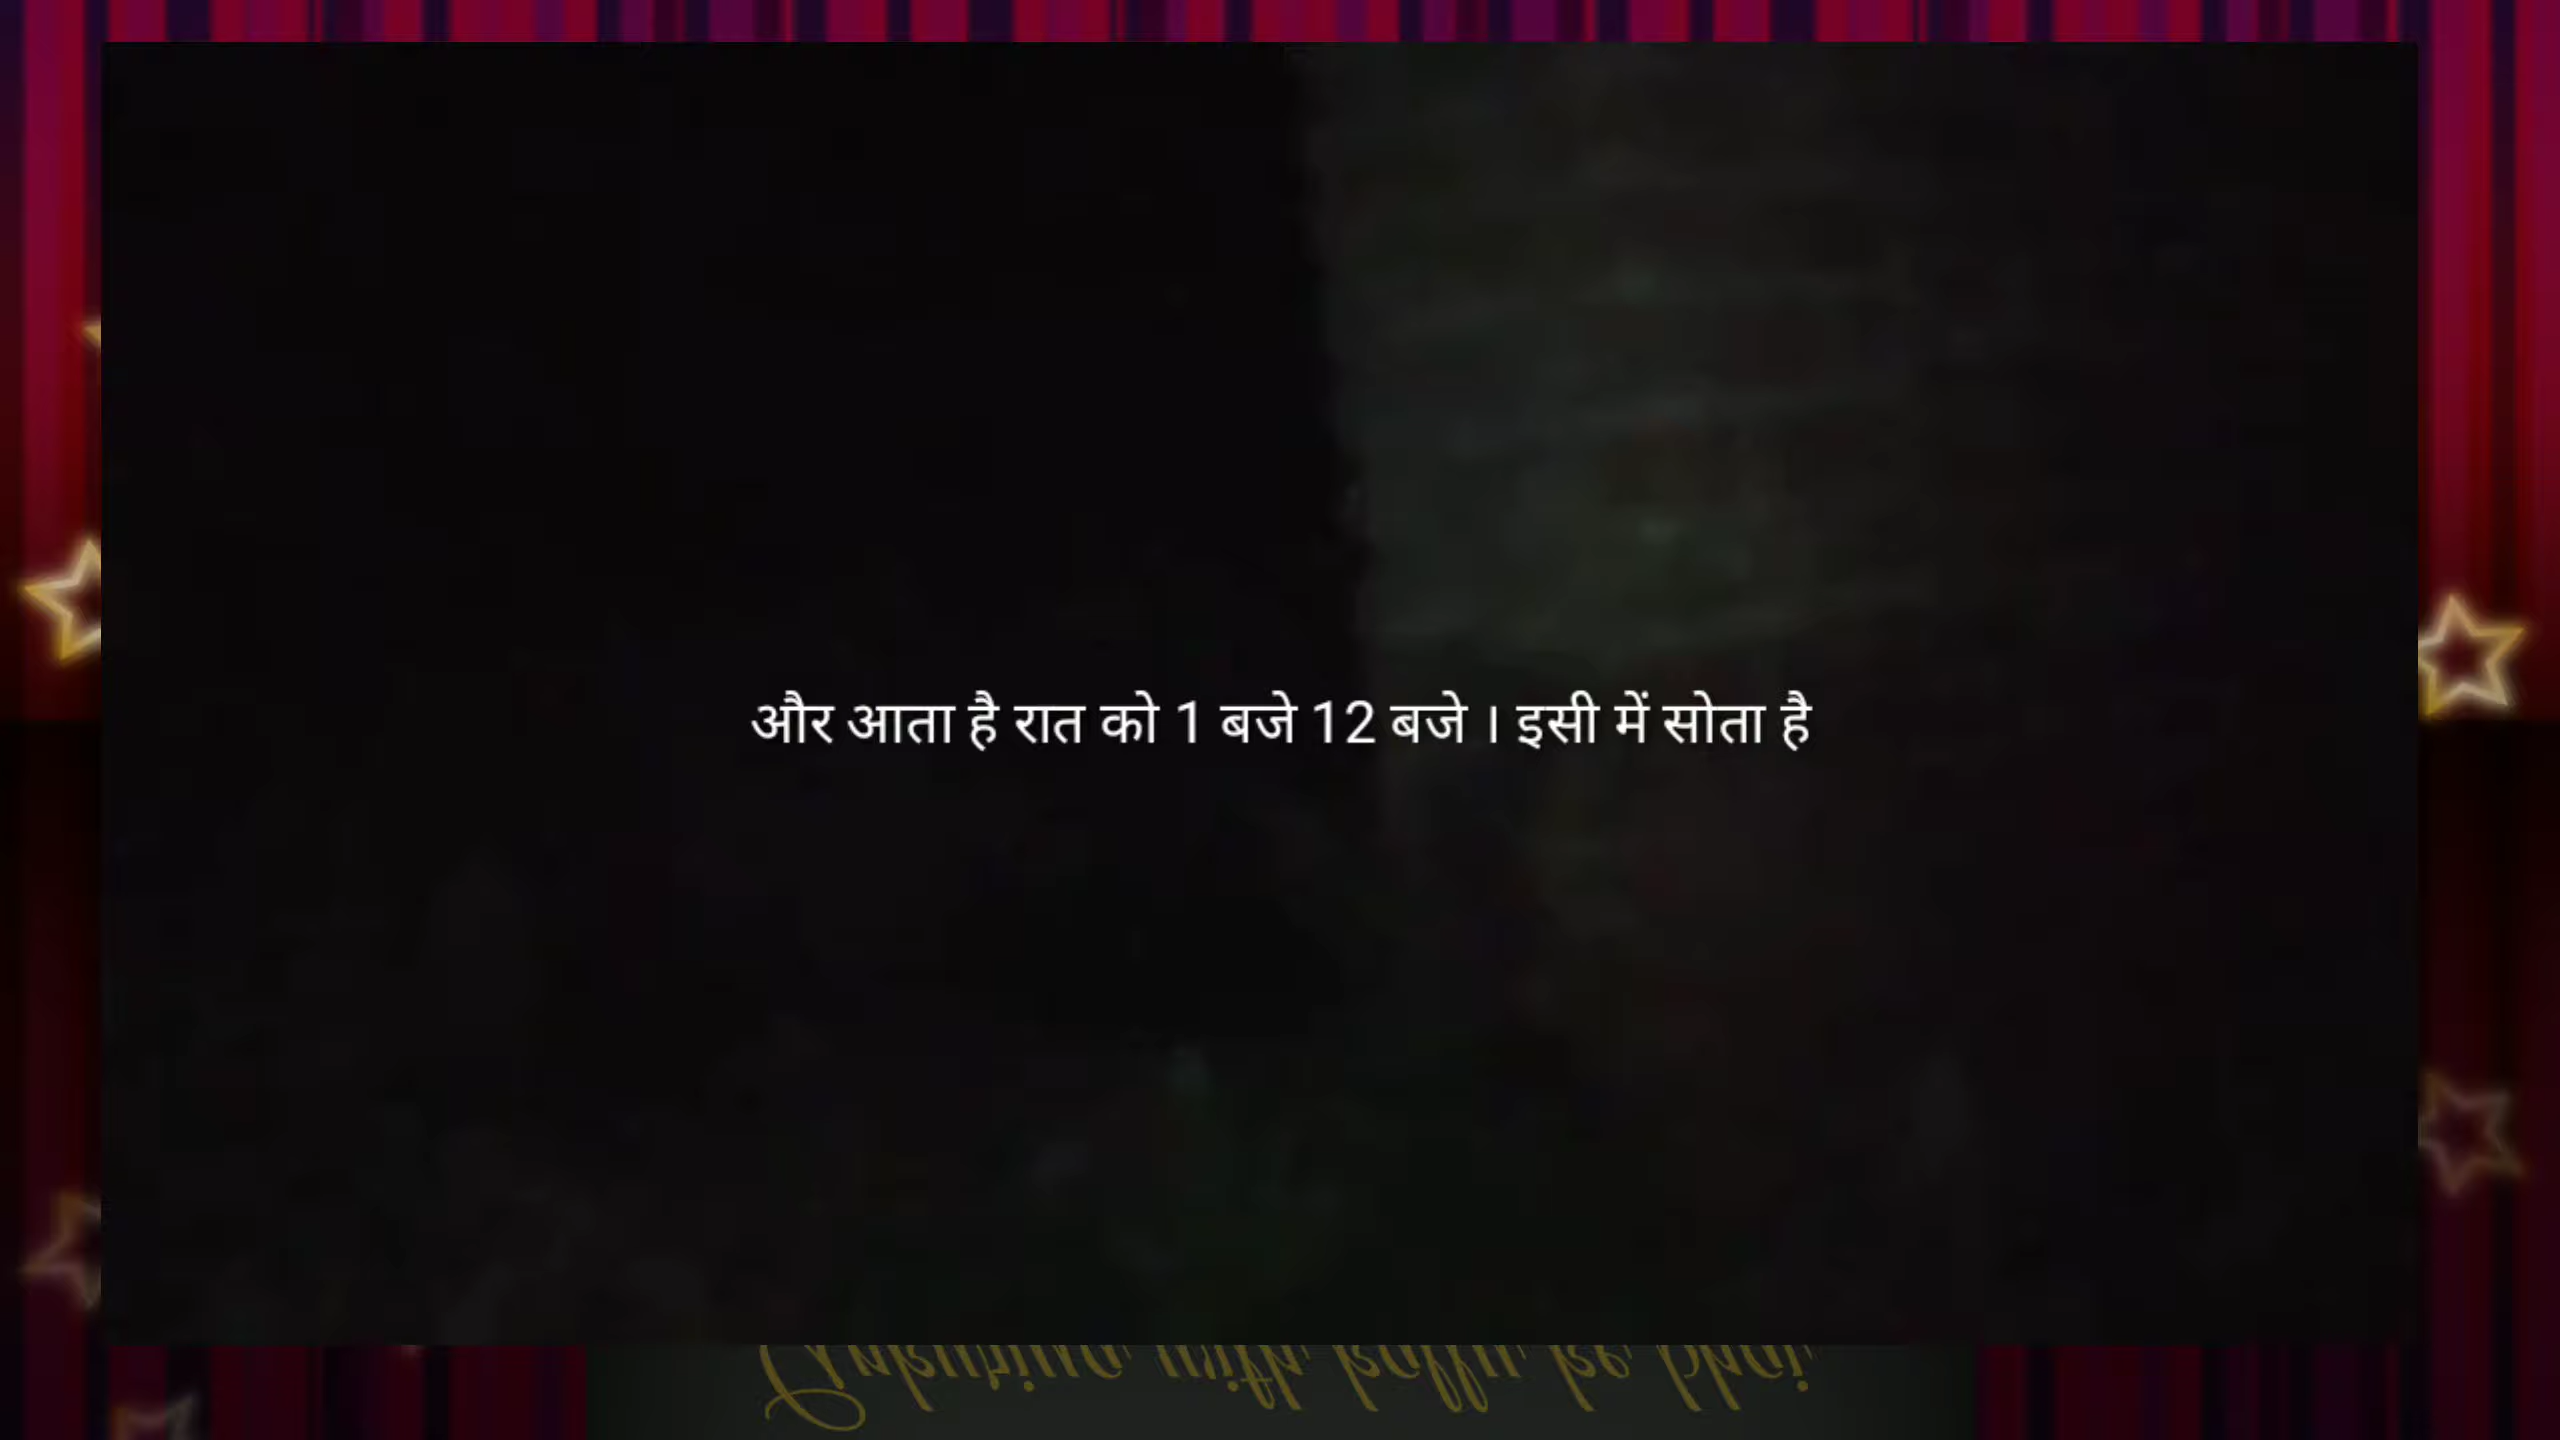 और आता है रात को 1 बजे 12 बजे । इसी में सोता है